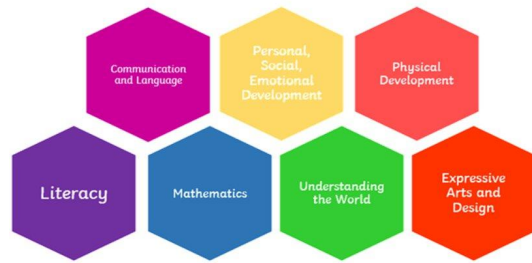 Communication
and Language
Personal,
Social,
Emotional
Development
Physical
Development
Literacy
Mathematics
Understanding
the World
Expressive
Arts and
Design